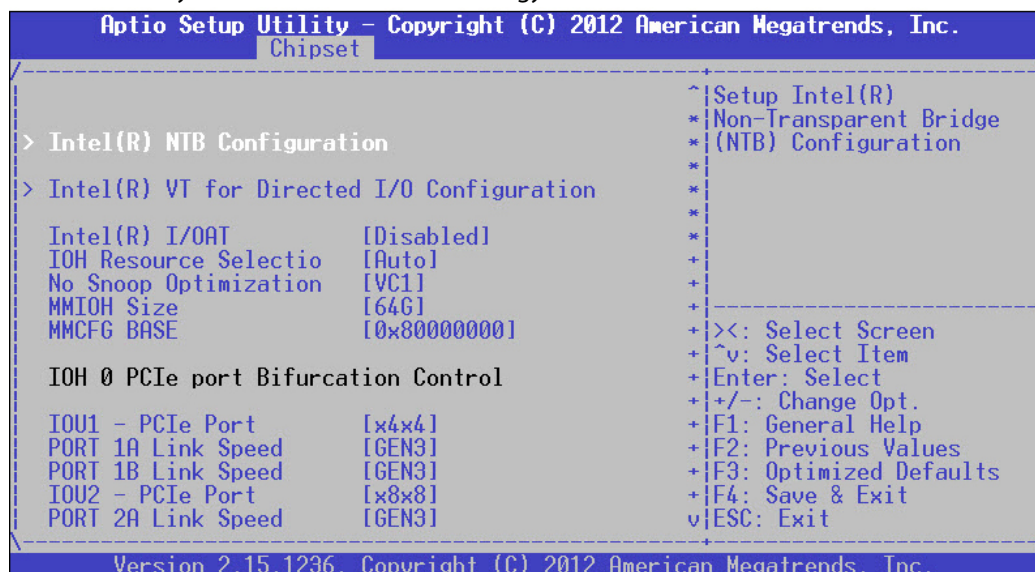 Aptio Setup Utility – Copyright (C) 2012 American Megatrends, Inc.
Chipset
> Intel(R) NTB Configuration
> Intel(R) VT for Directed I/O Configuration
Intel(R) I/OAT [Disabled]
IOH Resource Selectio [Auto]
No Snoop Optimization [VC1]
MMIOH Size [64G]
MMCFG BASE [0x80000000]
IOH 0 PCIe port Bifurcation Control
IOU1 - PCIe Port [x4x4]
PORT 1A Link Speed [GEN3]
PORT 1B Link Speed [GEN3]
IOU2 - PCIe Port [x8x8]
PORT 2A Link Speed [GEN3]
Setup Intel(R)
Non-Transparent Bridge
(NTB) Configuration
><: Select Screen
^v: Select Item
Enter: Select
+/-: Change Opt.
F1: General Help
F2: Previous Values
F3: Optimized Defaults
F4: Save & Exit
ESC: Exit
Version 2.15.1236. Copyright (C) 2012 American Megatrends, Inc.